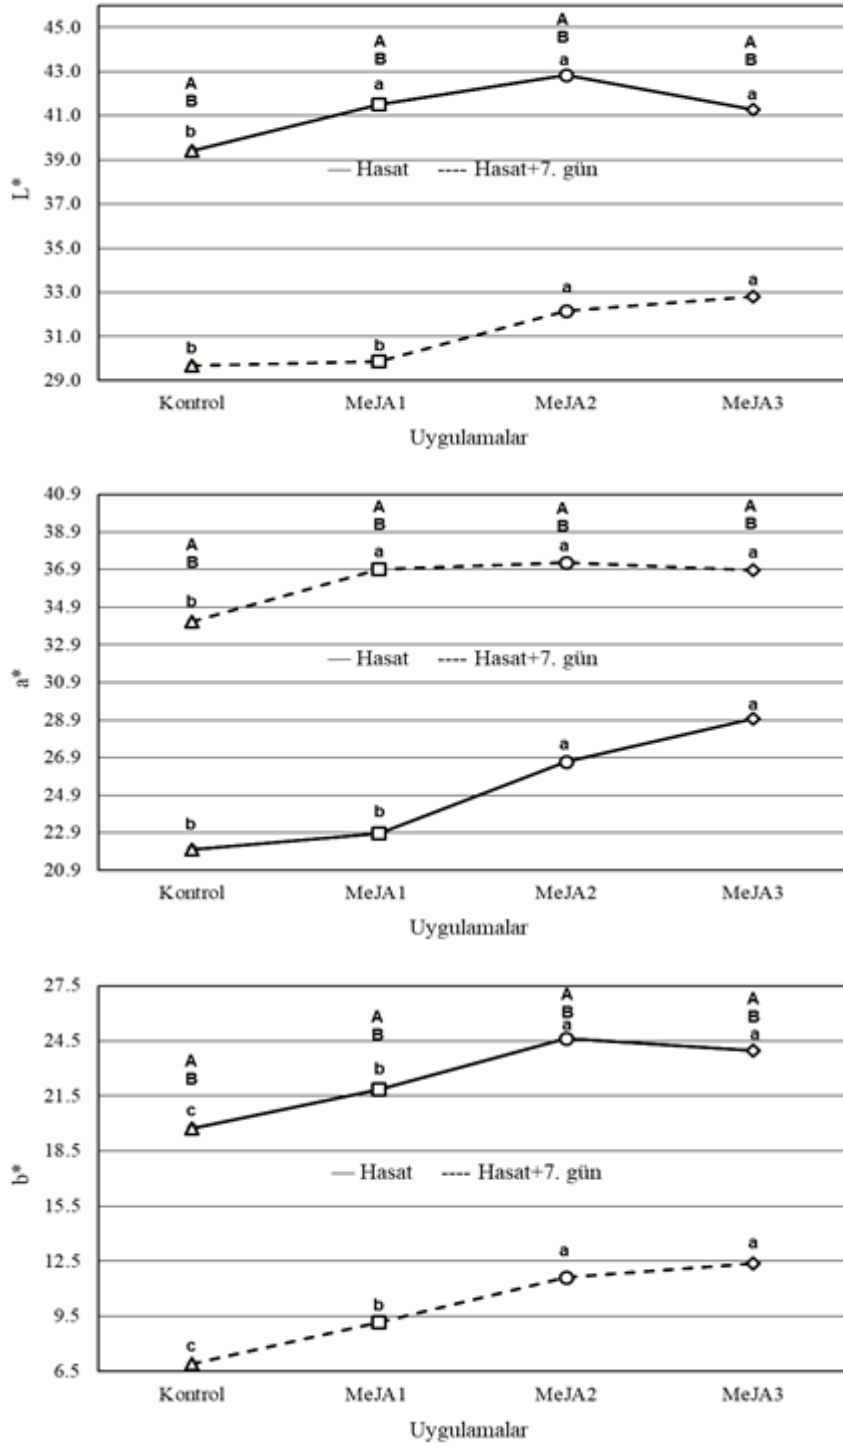 45.0
A
B
A
B
A
B
A
B
43.0
a
a
a
41.0
b
39.0
Hasat
Hasat+7. gün
L*
37.0
35.0
33.0
a
a
31.0
b
b
29.0
Kontrol MeJA1 MeJA2 MeJA3
Uygulamalar
40.9
A
B
A
B
A
B
A
B
38.9
a
a
a
36.9
b
34.9
32.9
Hasat
Hasat+7. gün
a*
30.9
28.9
a
26.9
a
24.9
b
b
22.9
20.9
Kontrol MeJA1 MeJA2 MeJA3
Uygulamalar
27.5
A
B
A
B
A
B
A
B
24.5
a
a
b
21.5
c
18.5
Hasat
Hasat+7. gün
b*
15.5
12.5
a
a
9.5
b
c
6.5
Kontrol MeJA1 MeJA2 MeJA3
Uygulamalar